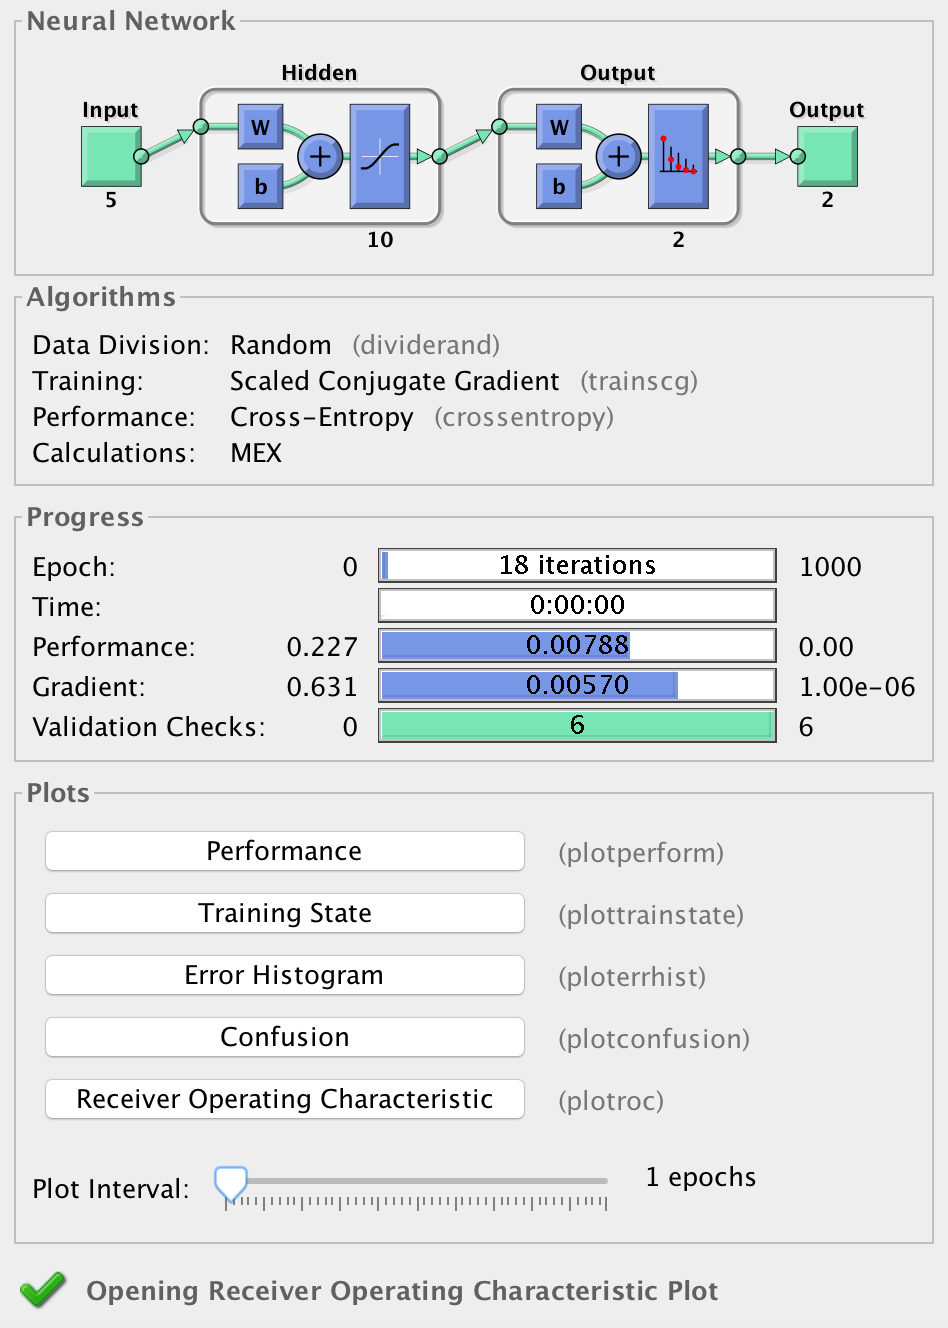 Neural Network
Hidden Output
Input Output
W W
b b
5 2
10 2
Algorithms
Data Division: Random (dividerand)
Training: Scaled Conjugate Gradient (trainscg)
Performance: Cross-Entropy (crossentropy)
Calculations: MEX
Progress
Epoch: 0 18 iterations 1000
Time: 0:00:00
Performance: 0.227 0.00788 0.00
Gradient: 0.631 0.00570 1.00e-06
Validation Checks: 0 6 6
Plots
Performance (plotperform)
Training State (plottrainstate)
Error Histogram (ploterrhist)
Confusion (plotconfusion)
Receiver Operating Characteristic (plotroc)
Plot Interval: 1 epochs
Opening Receiver Operating Characteristic Plot